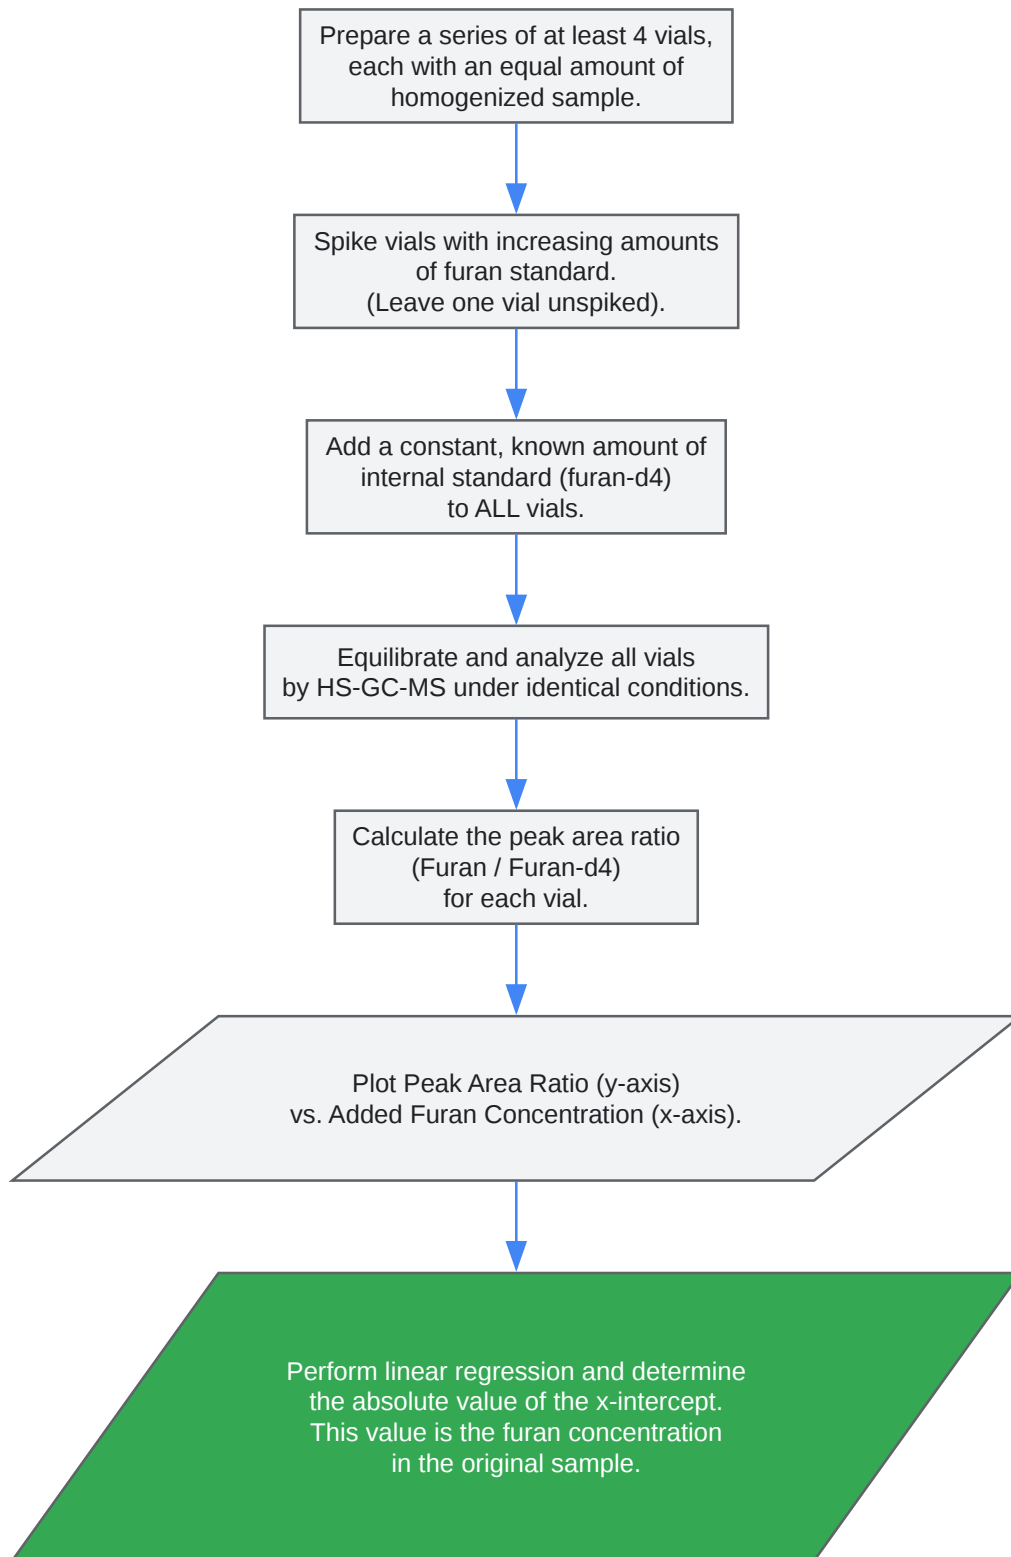 Prepare a series of at least 4 vials,
each with an equal amount of
homogenized sample.
Spike vials with increasing amounts
of furan standard.
(Leave one vial unspiked).
Add a constant, known amount of
internal standard (furan-d4)
to ALL vials.
Equilibrate and analyze all vials
by HS-GC-MS under identical conditions.
Calculate the peak area ratio
(Furan / Furan-d4)
for each vial.
Plot Peak Area Ratio (y-axis)
vs. Added Furan Concentration (x-axis).
Perform linear regression and determine
the absolute value of the x-intercept.
This value is the furan concentration
in the original sample.